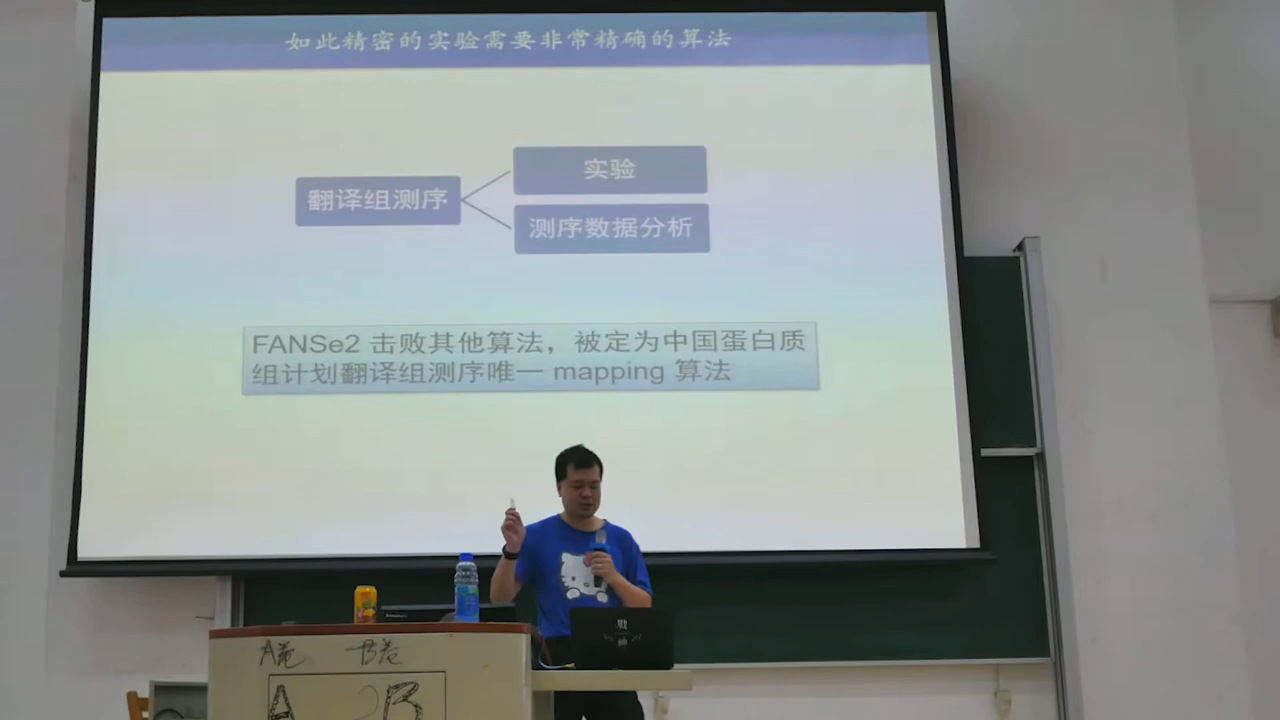 如此精密的实验需要非常精确的算法
实验
翻译组测序
测序数据分析
FANSe2 击败其他算法，被定为中国蛋白质
组计划翻译组测序唯一 mapping 算法
戰
神
A卷 B卷
A B